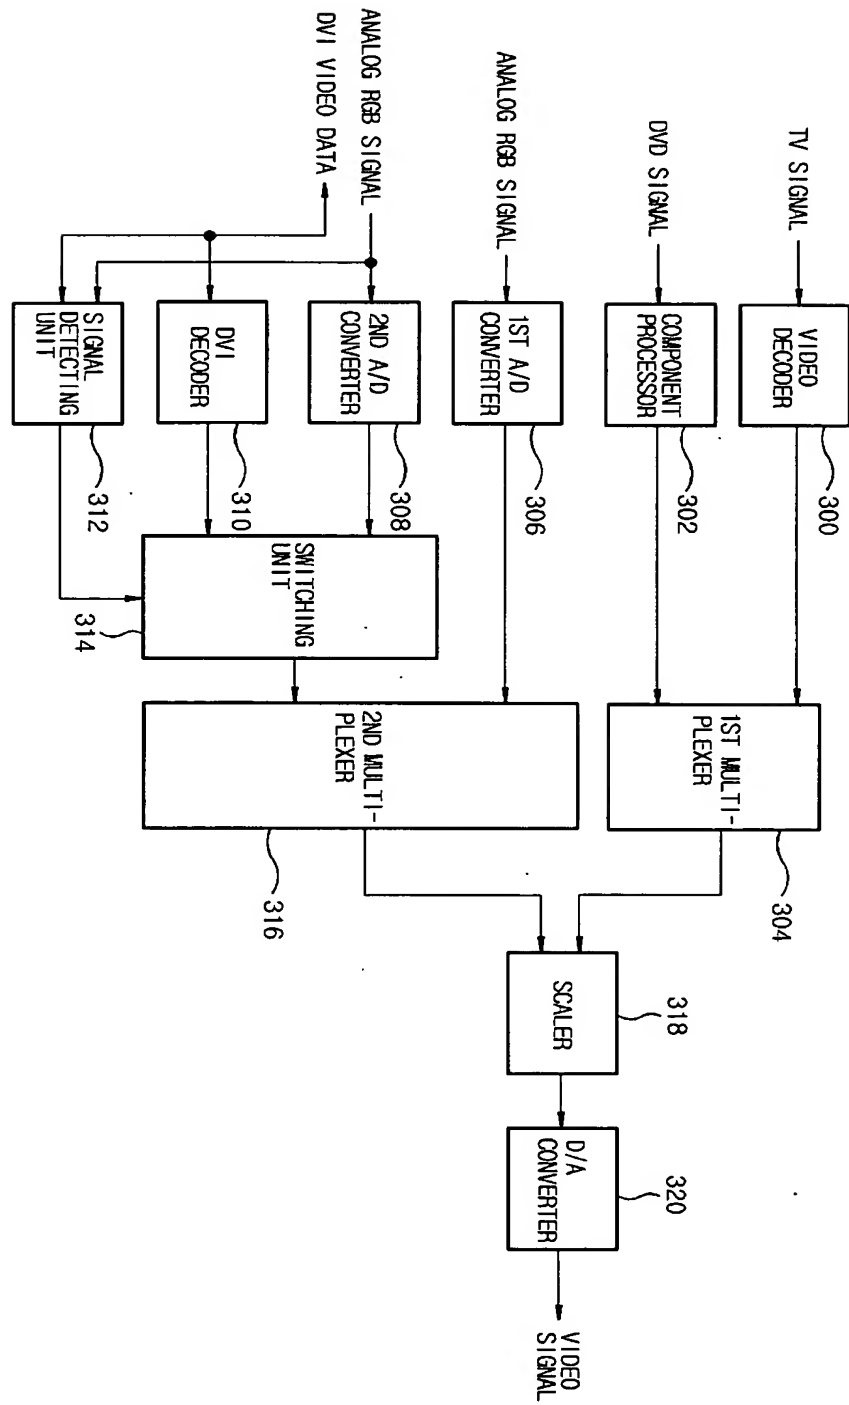 TV SIGNAL
VIDEO
DECODER
300
DVD SIGNAL
COMPONENT
PROCESSOR
302
1ST MULTI-
PLEXER
304
ANALOG RGB SIGNAL
1ST A/D
CONVERTER
306
ANALOG RGB SIGNAL
DVI VIDEO DATA
2ND A/D
CONVERTER
308
DVI
DECODER
310
SIGNAL
DETECTING
UNIT
312
SWITCHING
UNIT
314
2ND MULTI-
PLEXER
316
SCALER
318
D/A
CONVERTER
320
VIDEO
SIGNAL